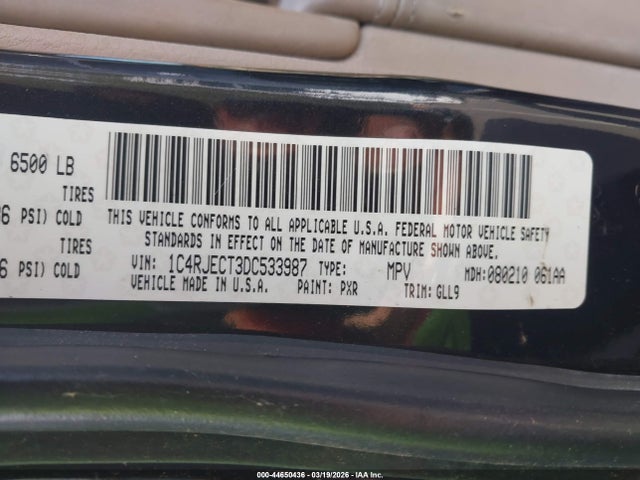 6500 LB
TIRES
6 PSI) COLD
TIRES
6 PSI) COLD
THIS VEHICLE CONFORMS TO ALL APPLICABLE U.S.A. FEDERAL MOTOR VEHICLE SAFETY
STANDARDS IN EFFECT ON THE DATE OF MANUFACTURE SHOWN ABOVE.
VIN: 1C4RJECT3DC533987 TYPE: MPV MDH:080210 061AA
VEHICLE MADE IN U.S.A. PAINT: PXR TRIM: GLL9
000-44650436 - 03/19/2026 - IAA Inc.